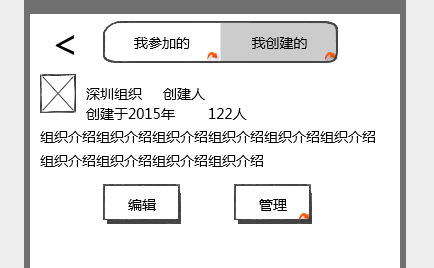 我参加的 我创建的
深圳组织 创建人
创建于2015年 122人
组织介绍组织介绍组织介绍组织介绍组织介绍组织介绍
组织介绍组织介绍组织介绍组织介绍
编辑 管理